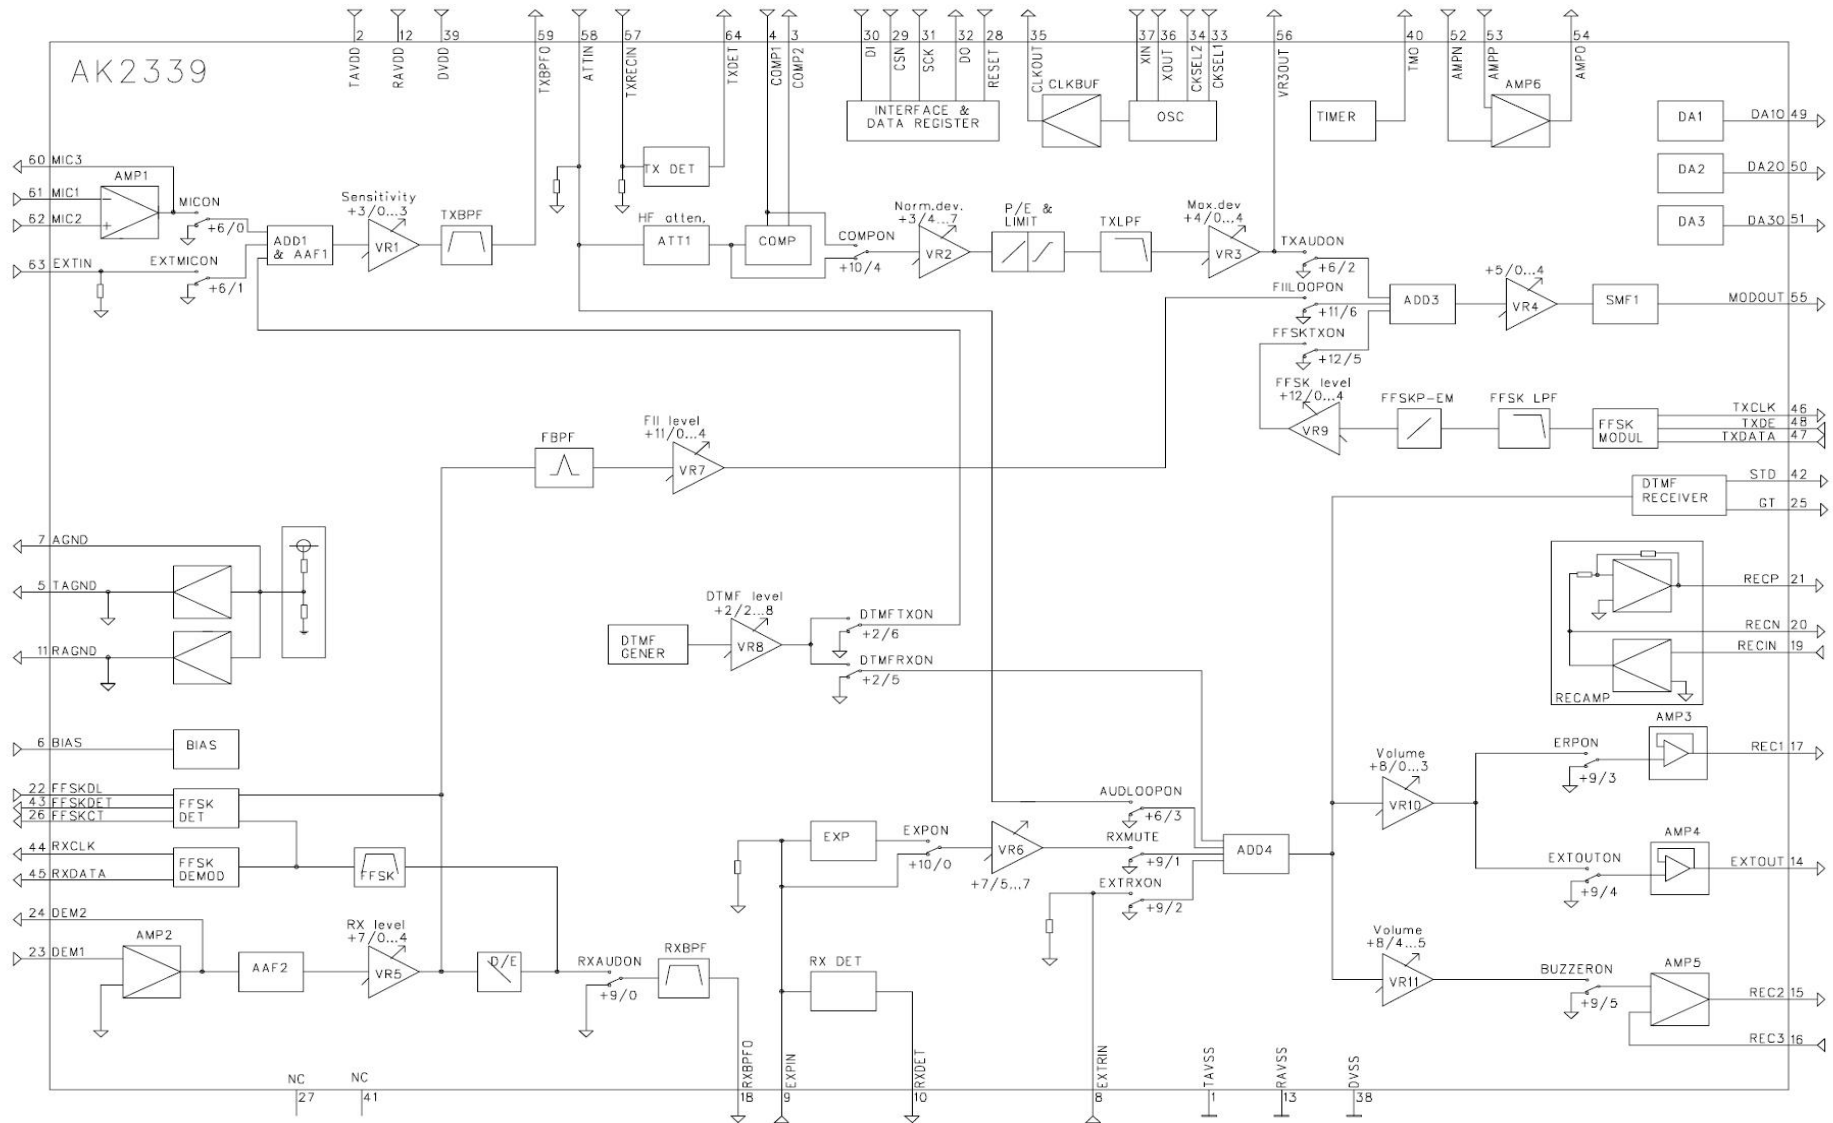 AK2339
2 TAVDD
12 RAVDD
39 DVDD
59 TXBPFO
58 ATTIN
57 TXRECIN
64 TXDET
4 COMP1
3 COMP2
30 DI
29 CSN
31 SCK
32 DO
28 RESET
35 CLKOUT
37 XIN
36 XOUT
34 CKSEL2
33 CKSEL1
56 VR3OUT
40 TMO
52 AMPN
53 AMPP
54 AMPO
INTERFACE &
DATA REGISTER
CLKBUF
OSC
TIMER
AMP6
DA1
DA1O 49
DA2
DA2O 50
DA3
DA3O 51
60 MIC3
61 MIC1
62 MIC2
63 EXTIN
AMP1
−
+
MICON
+6/0
EXTMICON
+6/1
ADD1
& AAF1
Sensitivity
+3/0...3
VR1
TXBPF
TX DET
HF atten.
ATT1
COMP
COMPON
+10/4
Norm.dev.
+3/4...7
VR2
P/E &
LIMIT
TXLPF
Max.dev
+4/0...4
VR3
TXAUDON
+6/2
FIILOOPON
+11/6
FFSKTXON
+12/5
ADD3
+5/0...4
VR4
SMF1
MODOUT 55
FFSK level
+12/0...4
VR9
FFSKP-EM
FFSK LPF
FFSK
MODUL
TXCLK 46
TXDE 48
TXDATA 47
FBPF
FII level
+11/0...4
VR7
DTMF
RECEIVER
STD 42
GT 25
7 AGND
5 TAGND
11 RAGND
DTMF
GENER
DTMF level
+2/2...8
VR8
DTMFTXON
+2/6
DTMFRXON
+2/5
RECP 21
RECN 20
RECIN 19
RECAMP
6 BIAS
BIAS
22 FFSKDL
43 FFSKDET
26 FFSKCT
FFSK
DET
44 RXCLK
45 RXDATA
FFSK
DEMOD
FFSK
24 DEM2
23 DEM1
AMP2
AAF2
RX level
+7/0...4
VR5
D/E
RXAUDON
+9/0
RXBPF
EXP
EXPON
+10/0
VR6
+7/5...7
RX DET
AUDLOOPON
+6/3
RXMUTE
+9/1
EXTRXON
+9/2
ADD4
Volume
+8/0...3
VR10
ERPON
+9/3
AMP3
REC1 17
EXTOUTON
+9/4
AMP4
EXTOUT 14
Volume
+8/4...5
VR11
BUZZERON
+9/5
AMP5
REC2 15
REC3 16
NC
27
NC
41
RXBPFO
18
EXPIN
9
RXDET
10
EXTRIN
8
TAVSS
1
RAVSS
13
DVSS
38